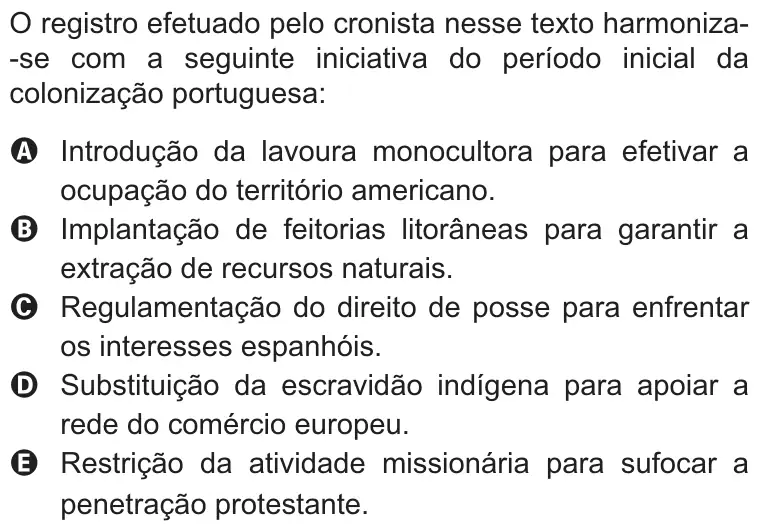 O registro efetuado pelo cronista nesse texto harmoniza-
-se com a seguinte iniciativa do período inicial da
colonização portuguesa:
A Introdução da lavoura monocultora para efetivar a
ocupação do território americano.
B Implantação de feitorias litorâneas para garantir a
extração de recursos naturais.
C Regulamentação do direito de posse para enfrentar
os interesses espanhóis.
D Substituição da escravidão indígena para apoiar a
rede do comércio europeu.
E Restrição da atividade missionária para sufocar a
penetração protestante.